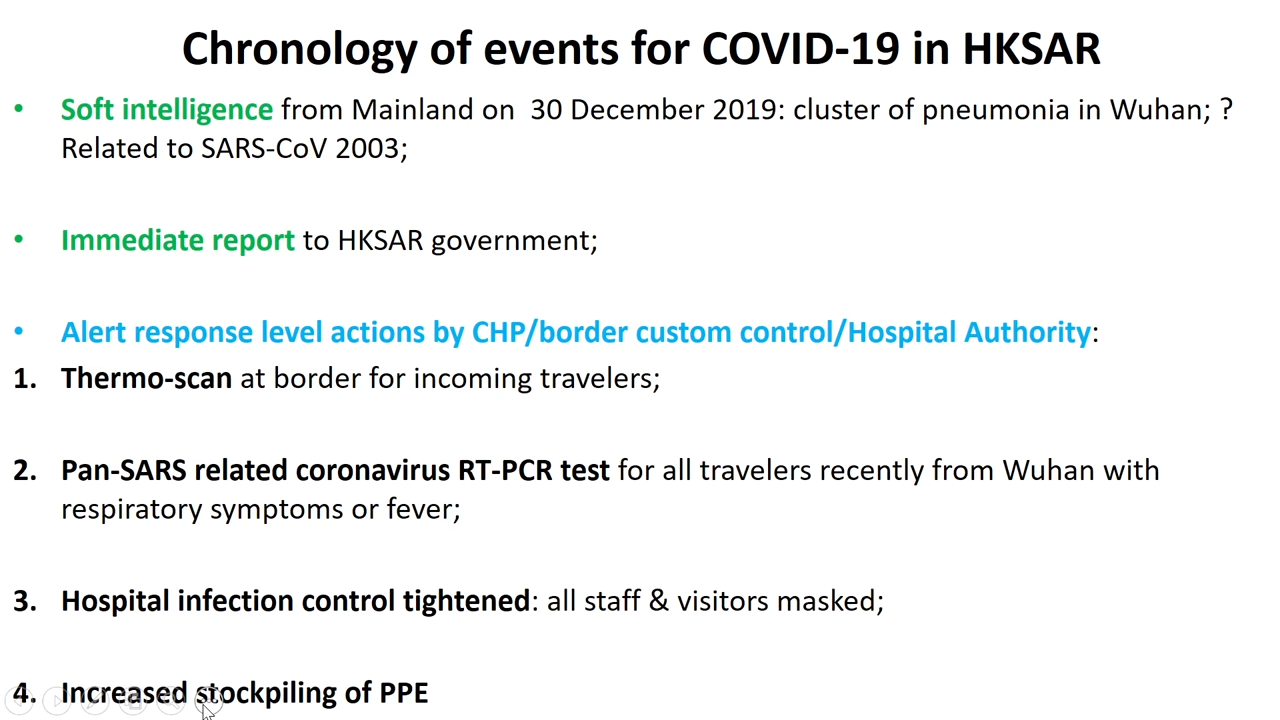 Chronology of events for COVID-19 in HKSAR
• Soft intelligence from Mainland on  30 December 2019: cluster of pneumonia in Wuhan; ?
Related to SARS-CoV 2003;
• Immediate report to HKSAR government;
• Alert response level actions by CHP/border custom control/Hospital Authority:
1. Thermo-scan at border for incoming travelers;
2. Pan-SARS related coronavirus RT-PCR test for all travelers recently from Wuhan with
respiratory symptoms or fever;
3. Hospital infection control tightened: all staff & visitors masked;
4. Increased stockpiling of PPE